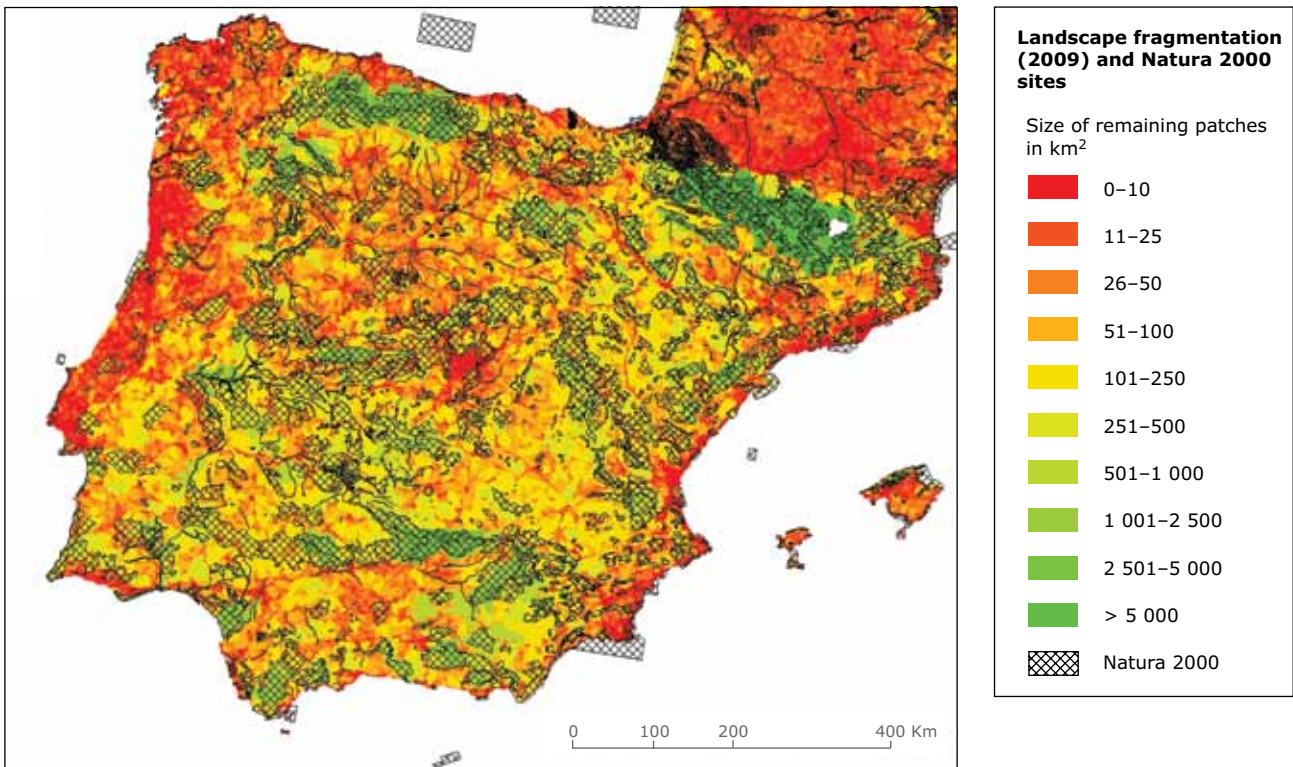 Landscape fragmentation
(2009) and Natura 2000
sites
Size of remaining patches
in km²
0–10
11–25
26–50
51–100
101–250
251–500
501–1 000
1 001–2 500
2 501–5 000
> 5 000
Natura 2000
0 100 200 400 Km